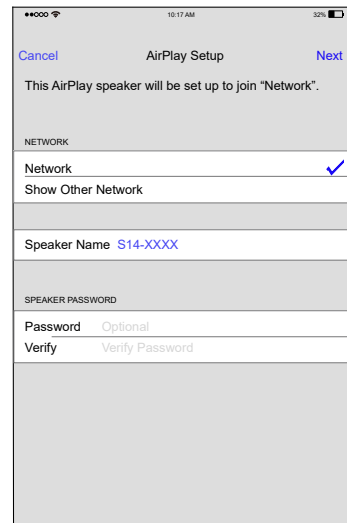 10:17 AM 32%
Cancel AirPlay Setup Next
This AirPlay speaker will be set up to join “Network”.
NETWORK
Network
Show Other Network
Speaker Name S14-XXXX
SPEAKER PASSWORD
Password Optional
Verify Verify Password